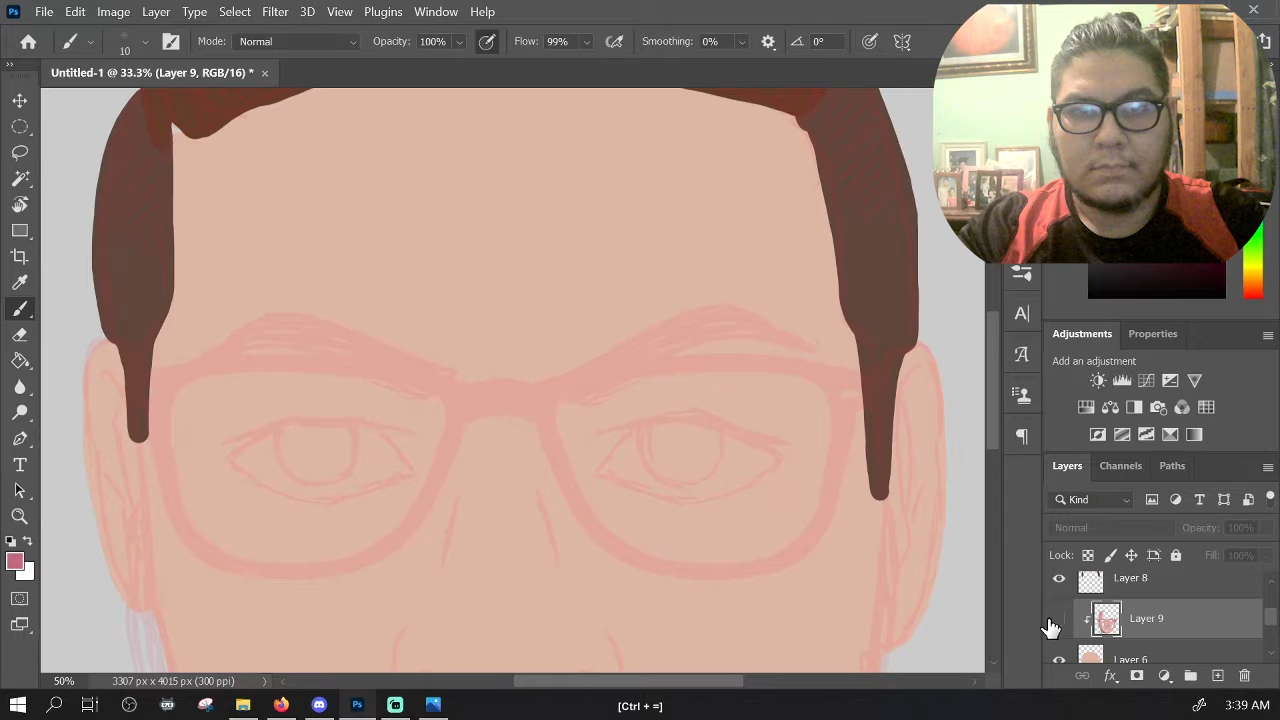 Ps File Edit Image Layer Type Select Filter 3D View Plugins Window Help
10 Mode: Normal Opacity: 100% Flow: 99% Smoothing: 0% 0°
Untitled-1 @ 33.3% (Layer 9, RGB/16) *
Adjustments Properties
Add an adjustment
Layers Channels Paths
Kind
Normal Opacity: 100%
Lock: Fill: 100%
Layer 8
Layer 9
Layer 6
50% 3307 px x 4015 px (300 ppi)
[Ctrl + =] 3:39 AM